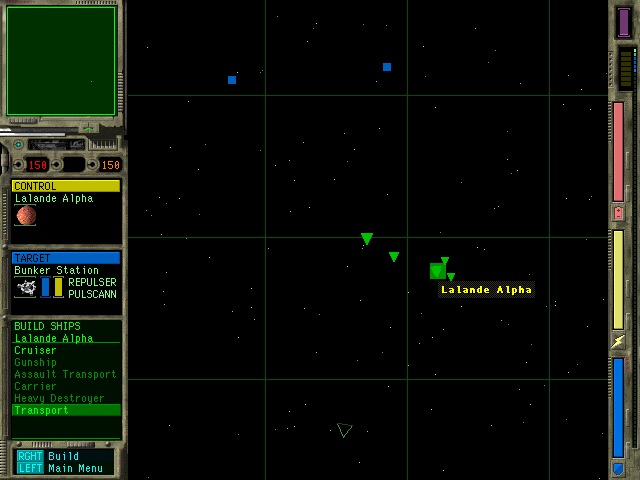 150 150
CONTROL
Lalande Alpha
TARGET
Bunker Station
REPULSER
PULSCANN
BUILD SHIPS
Lalande Alpha
Cruiser
Gunship
Assault Transport
Carrier
Heavy Destroyer
Transport
RGHT Build
LEFT Main Menu
Lalande Alpha